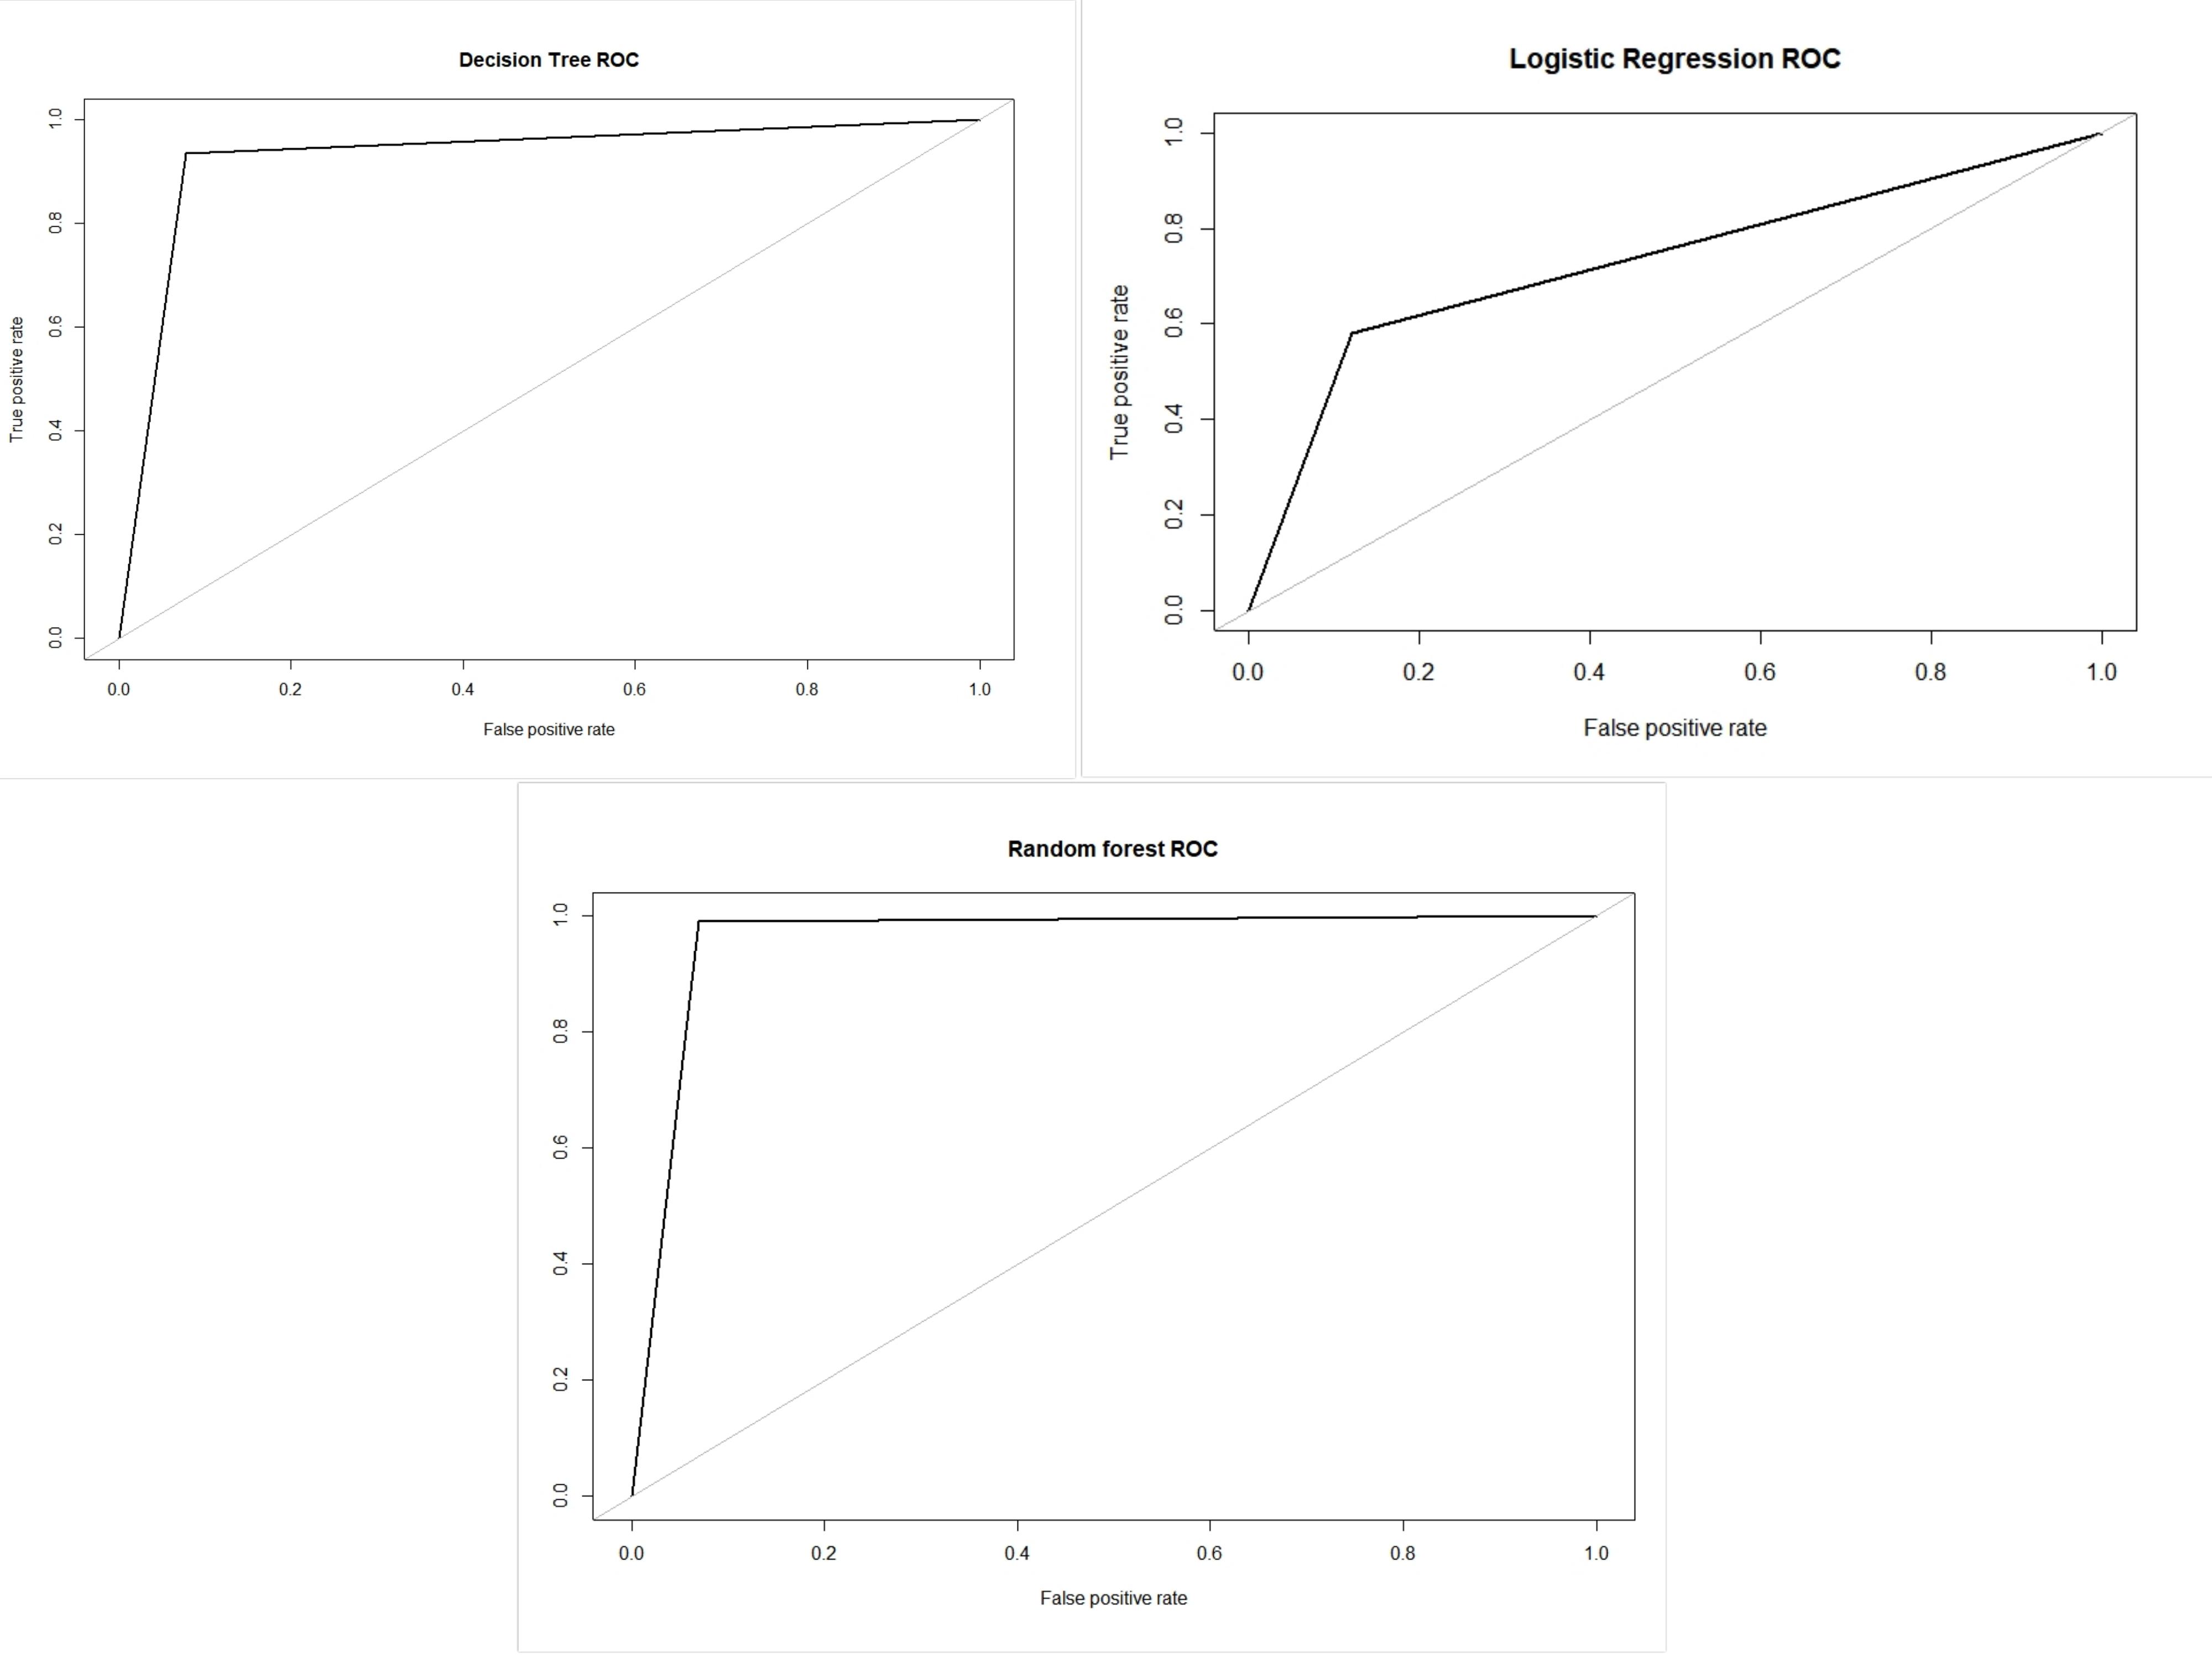 Decision Tree ROC
True positive rate
1.0
0.8
0.6
0.4
0.2
0.0
0.0 0.2 0.4 0.6 0.8 1.0
False positive rate
Logistic Regression ROC
True positive rate
1.0
0.8
0.6
0.4
0.2
0.0
0.0 0.2 0.4 0.6 0.8 1.0
False positive rate
Random forest ROC
1.0
0.8
0.6
0.4
0.2
0.0
0.0 0.2 0.4 0.6 0.8 1.0
False positive rate